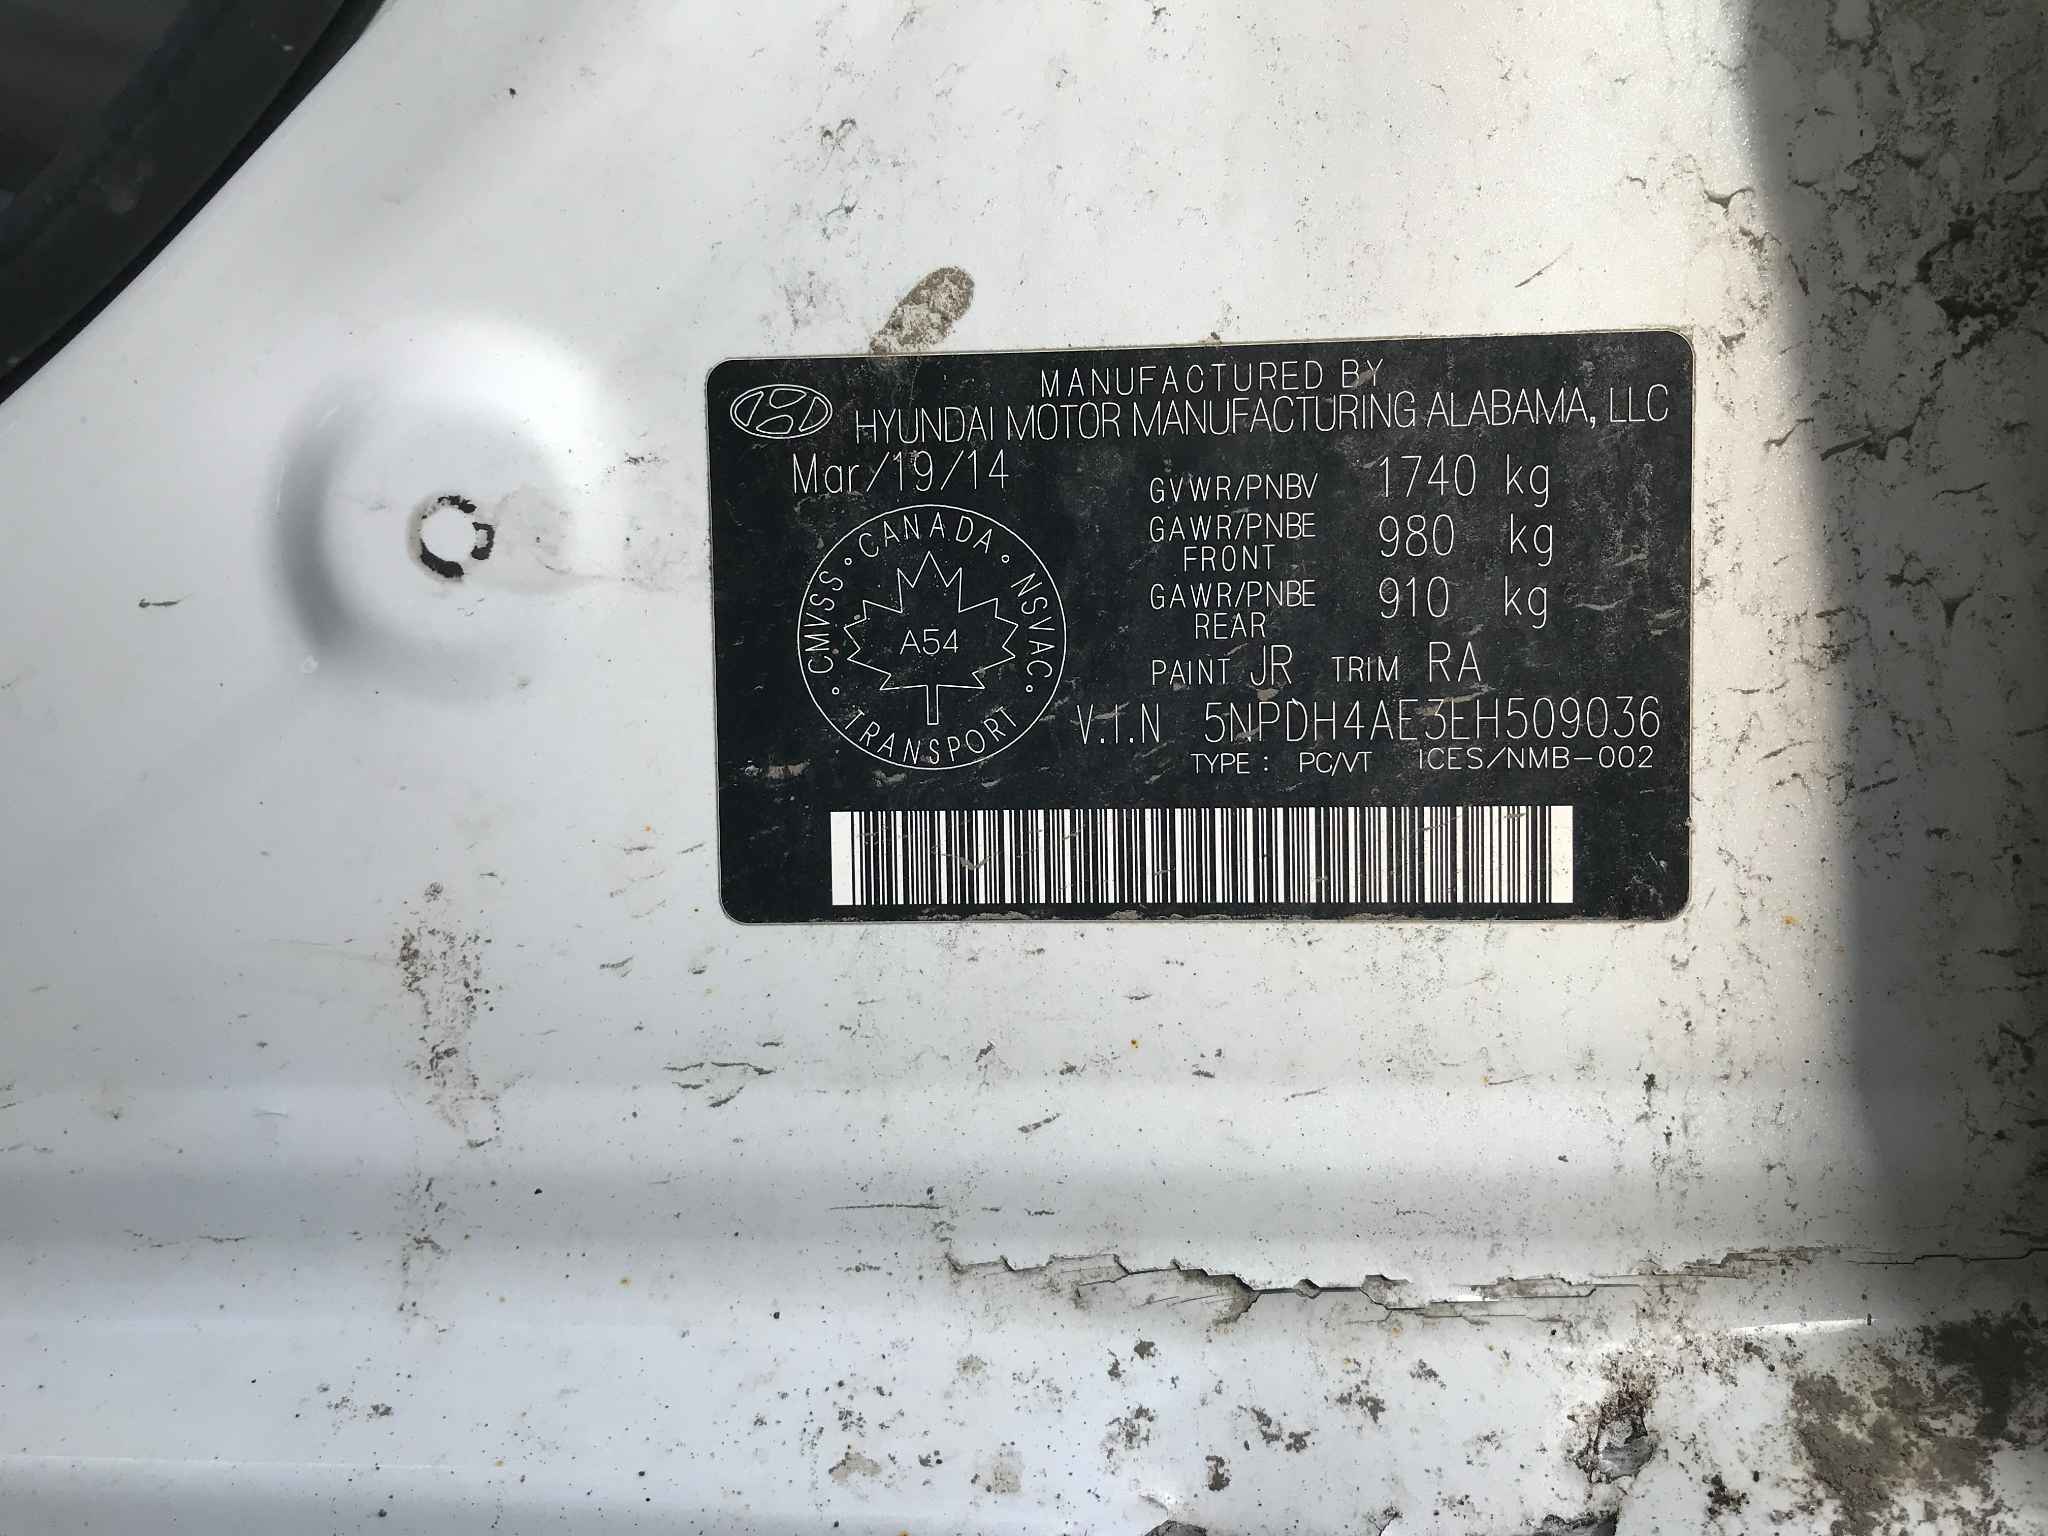 MANUFACTURED BY
HYUNDAI MOTOR MANUFACTURING ALABAMA, LLC
Mar/19/14
GVWR/PNBV 1740 kg
GAWR/PNBE FRONT 980 kg
GAWR/PNBE REAR 910 kg
PAINT JR TRIM RA
V.I.N 5NPDH4AE3EH509036
TYPE : PC/VT ICES/NMB-002
CANADA
CMVSS
NSVAC
TRANSPORT
A54